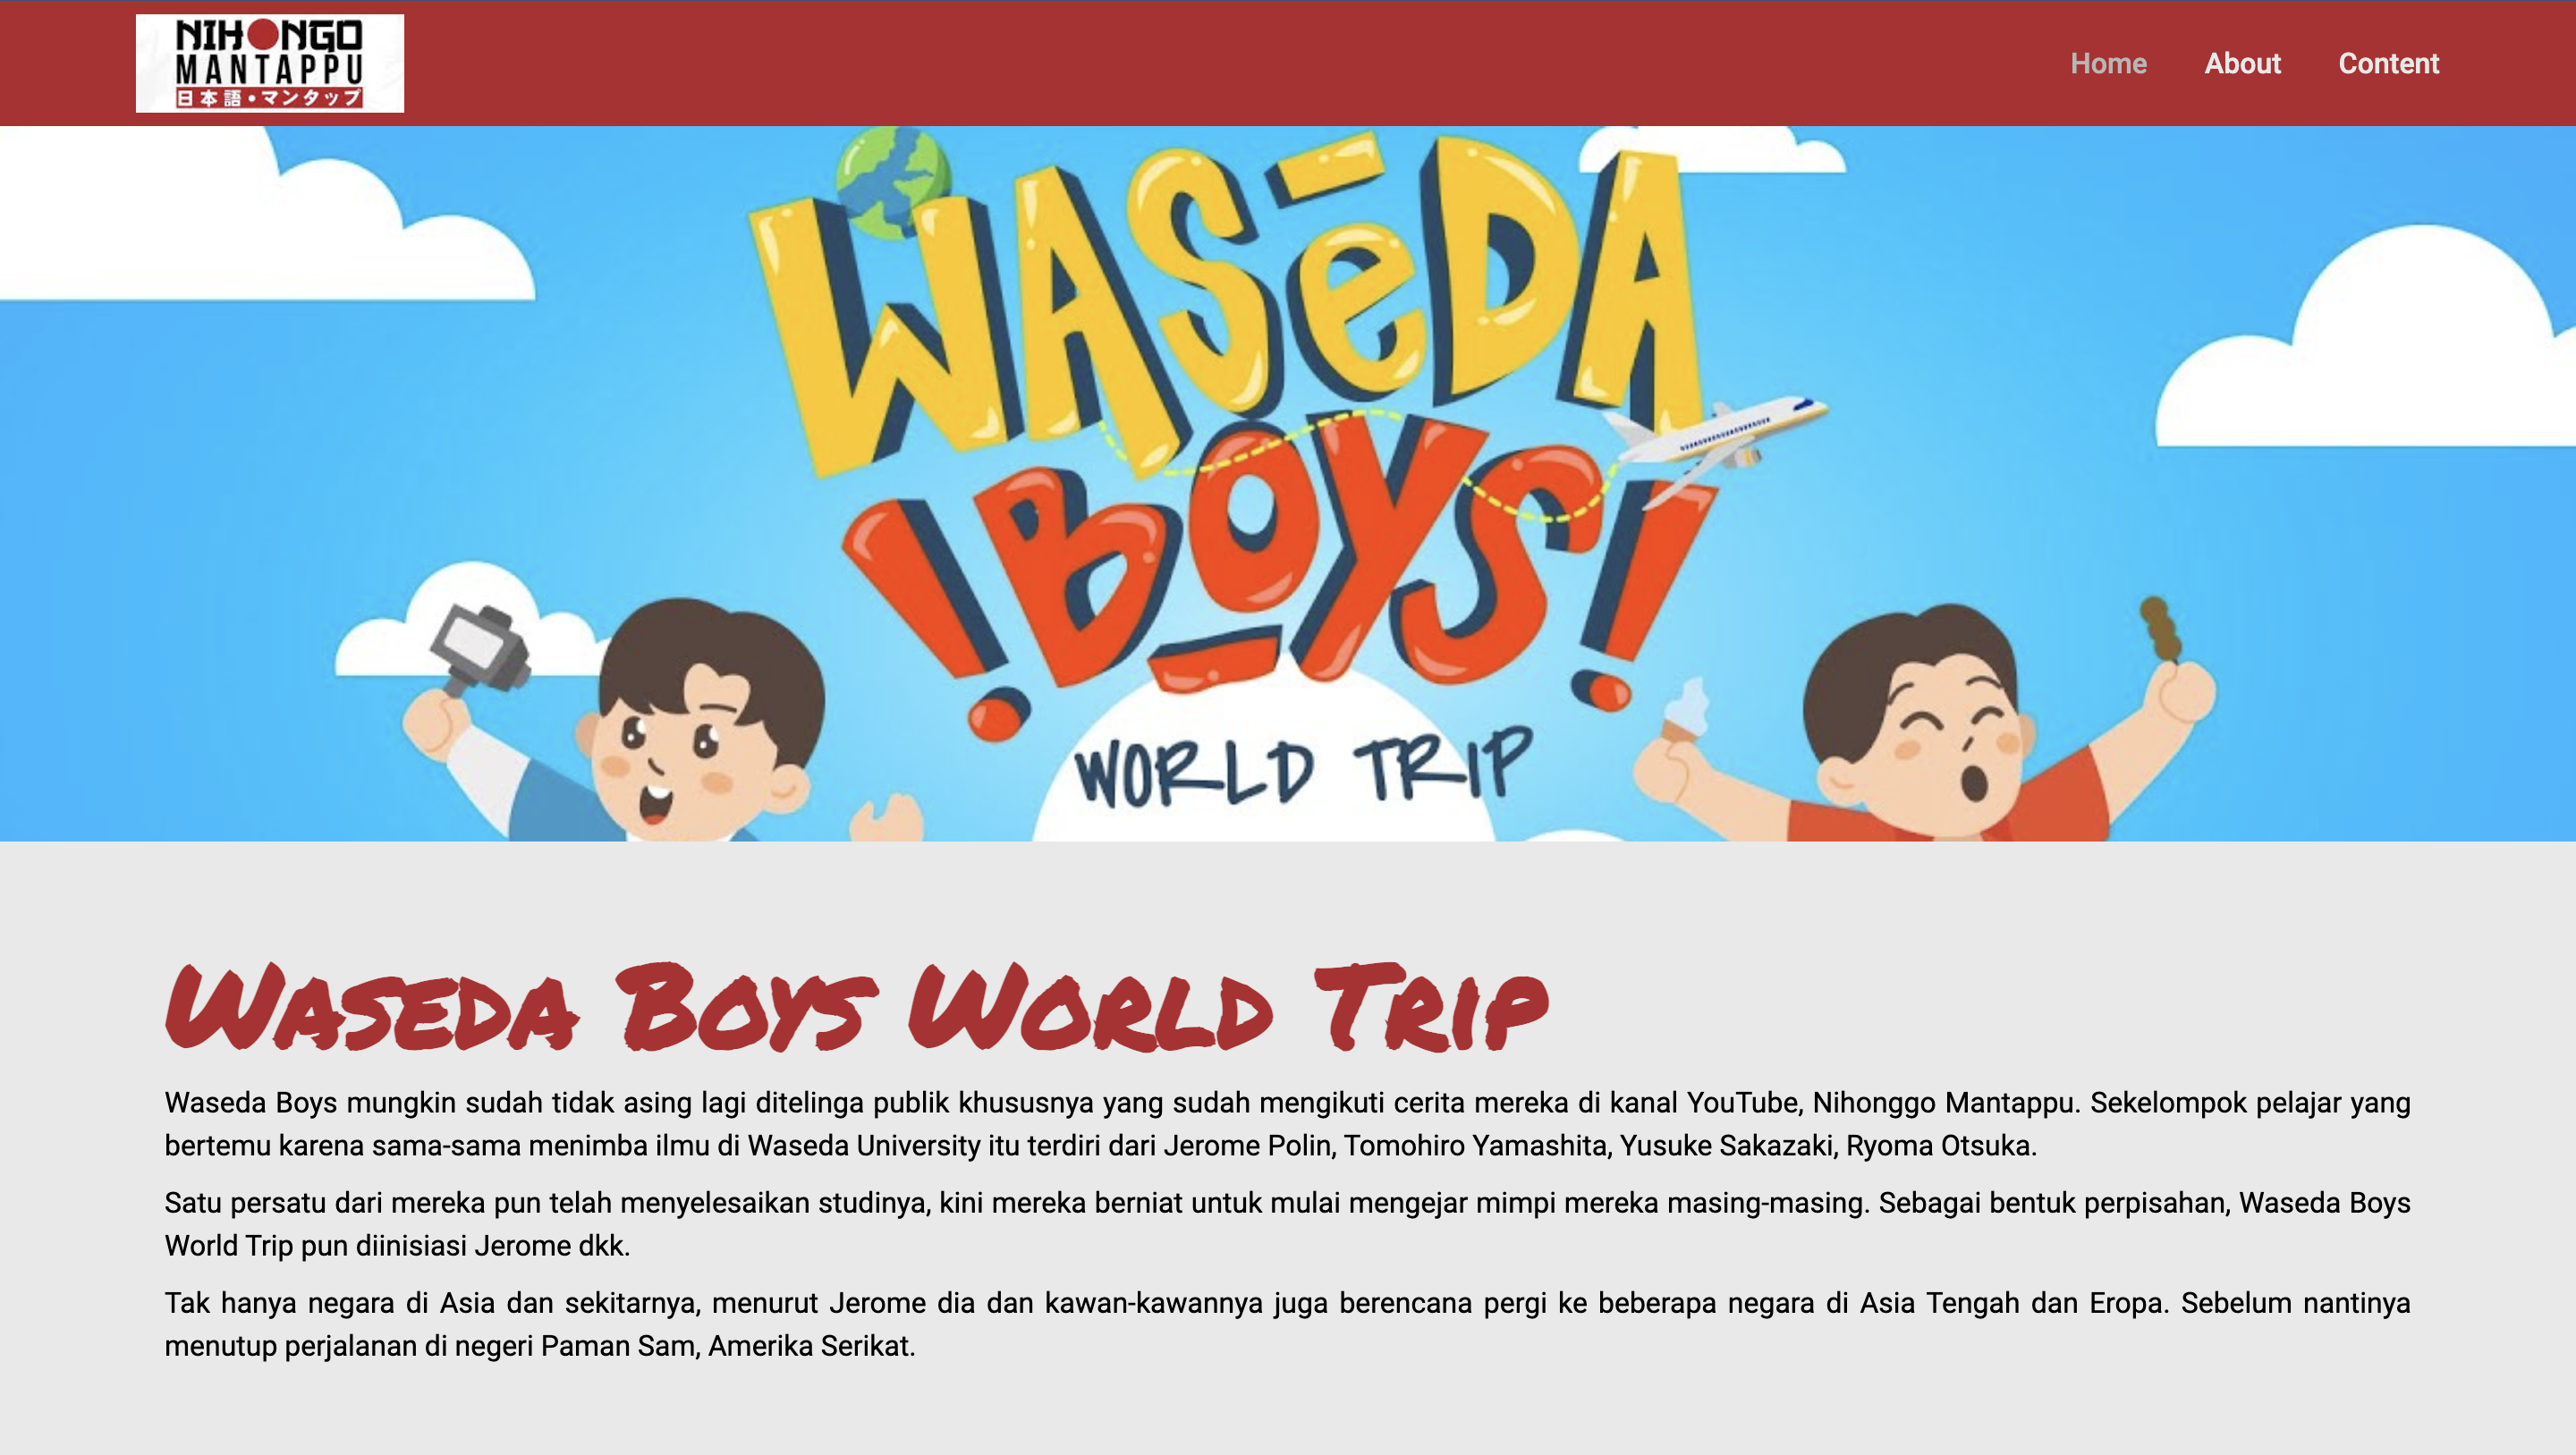 NIHONGO
MANTAPPU
日本語・マンタップ
Home
About
Content
WASēDA
!BOYS!
WORLD TRIP
Waseda Boys World Trip
Waseda Boys mungkin sudah tidak asing lagi ditelinga publik khususnya yang sudah mengikuti cerita mereka di kanal YouTube, Nihonggo Mantappu. Sekelompok pelajar yang
bertemu karena sama-sama menimba ilmu di Waseda University itu terdiri dari Jerome Polin, Tomohiro Yamashita, Yusuke Sakazaki, Ryoma Otsuka.
Satu persatu dari mereka pun telah menyelesaikan studinya, kini mereka berniat untuk mulai mengejar mimpi mereka masing-masing. Sebagai bentuk perpisahan, Waseda Boys
World Trip pun diinisiasi Jerome dkk.
Tak hanya negara di Asia dan sekitarnya, menurut Jerome dia dan kawan-kawannya juga berencana pergi ke beberapa negara di Asia Tengah dan Eropa. Sebelum nantinya
menutup perjalanan di negeri Paman Sam, Amerika Serikat.